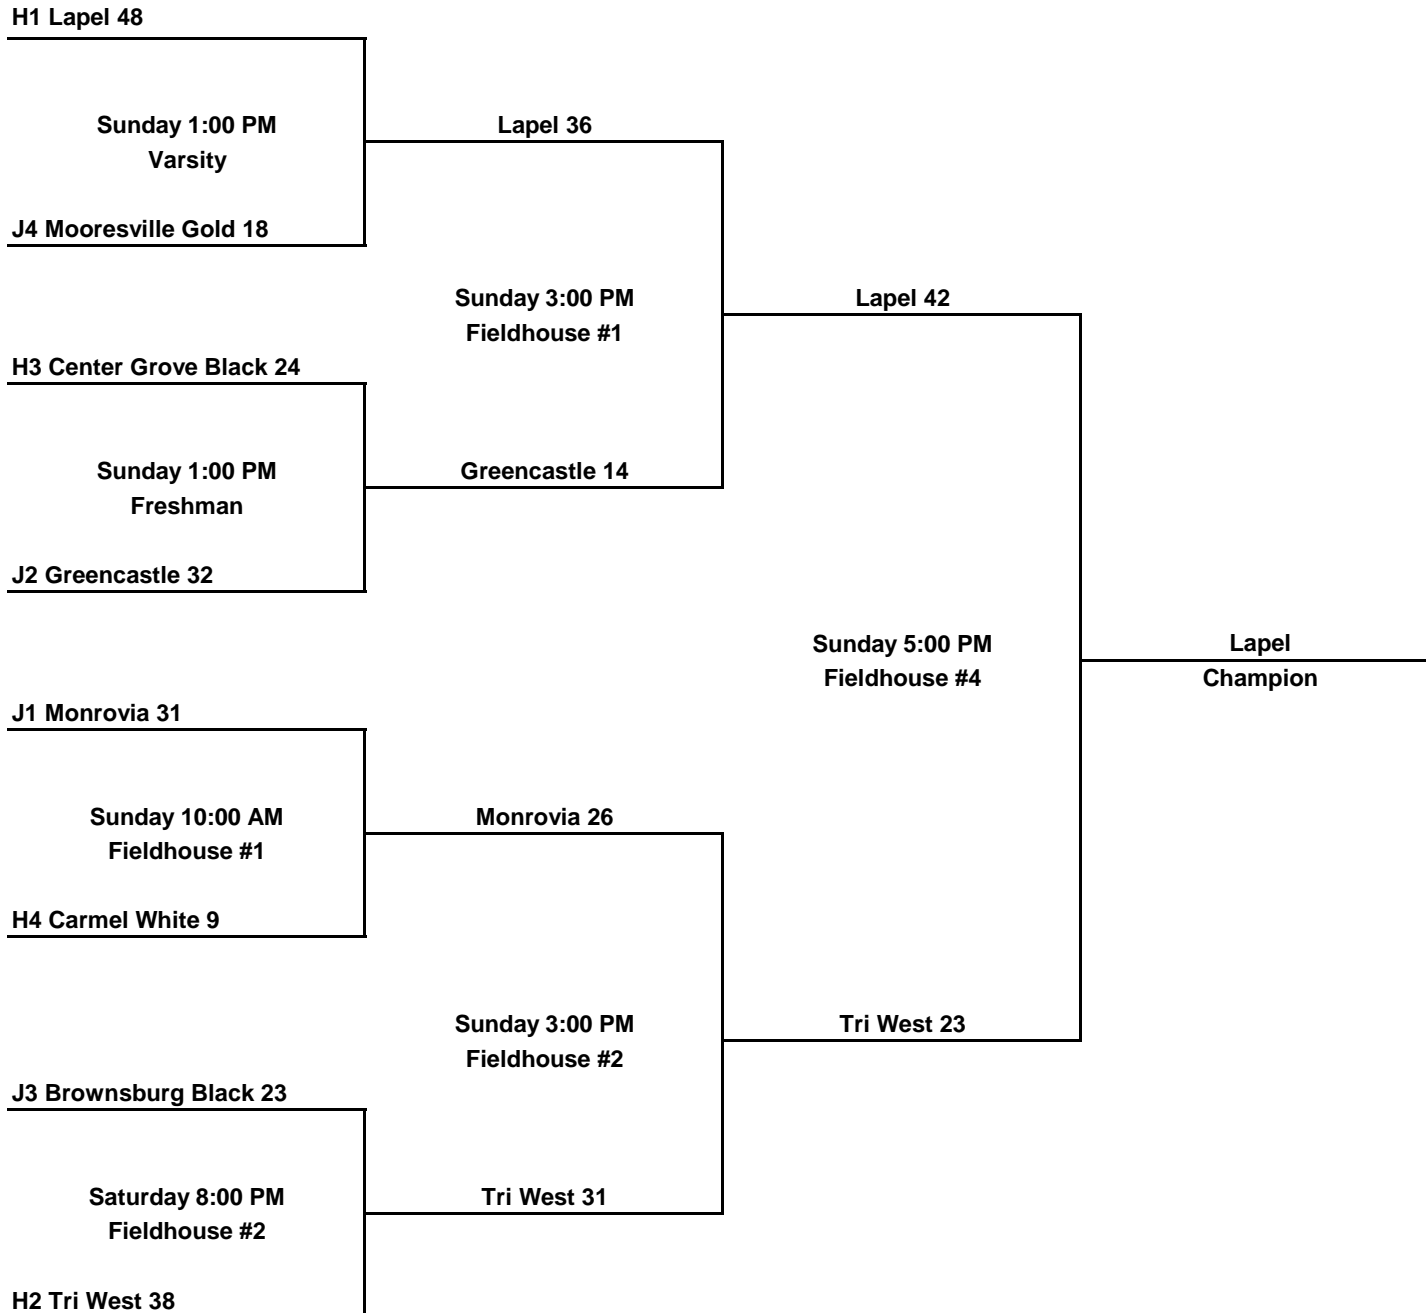 H1 Lapel 48
Sunday 1:00 PM
Varsity
Lapel 36
J4 Mooresville Gold 18
Sunday 3:00 PM
Fieldhouse #1
Lapel 42
H3 Center Grove Black 24
Sunday 1:00 PM
Freshman
Greencastle 14
J2 Greencastle 32
Sunday 5:00 PM
Fieldhouse #4
Lapel
Champion
J1 Monrovia 31
Sunday 10:00 AM
Fieldhouse #1
Monrovia 26
H4 Carmel White 9
Sunday 3:00 PM
Fieldhouse #2
Tri West 23
J3 Brownsburg Black 23
Saturday 8:00 PM
Fieldhouse #2
Tri West 31
H2 Tri West 38